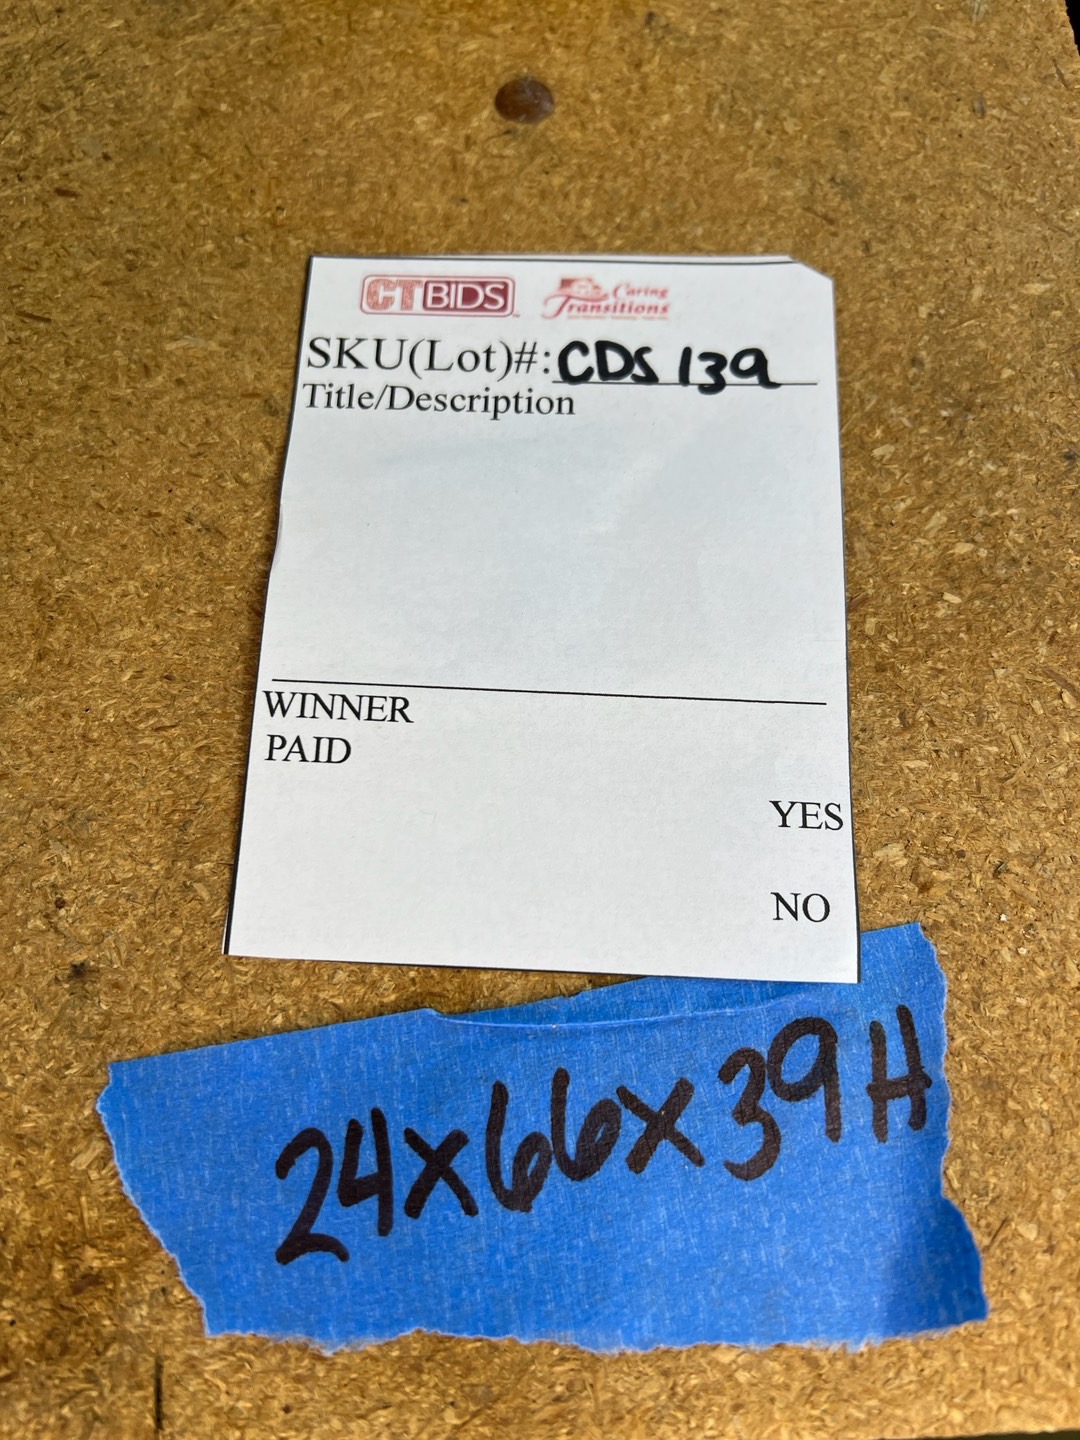 CTBIDS Caring Transitions
SKU(Lot)#: CDS 139
Title/Description
WINNER
PAID
YES
NO
24x66x39H